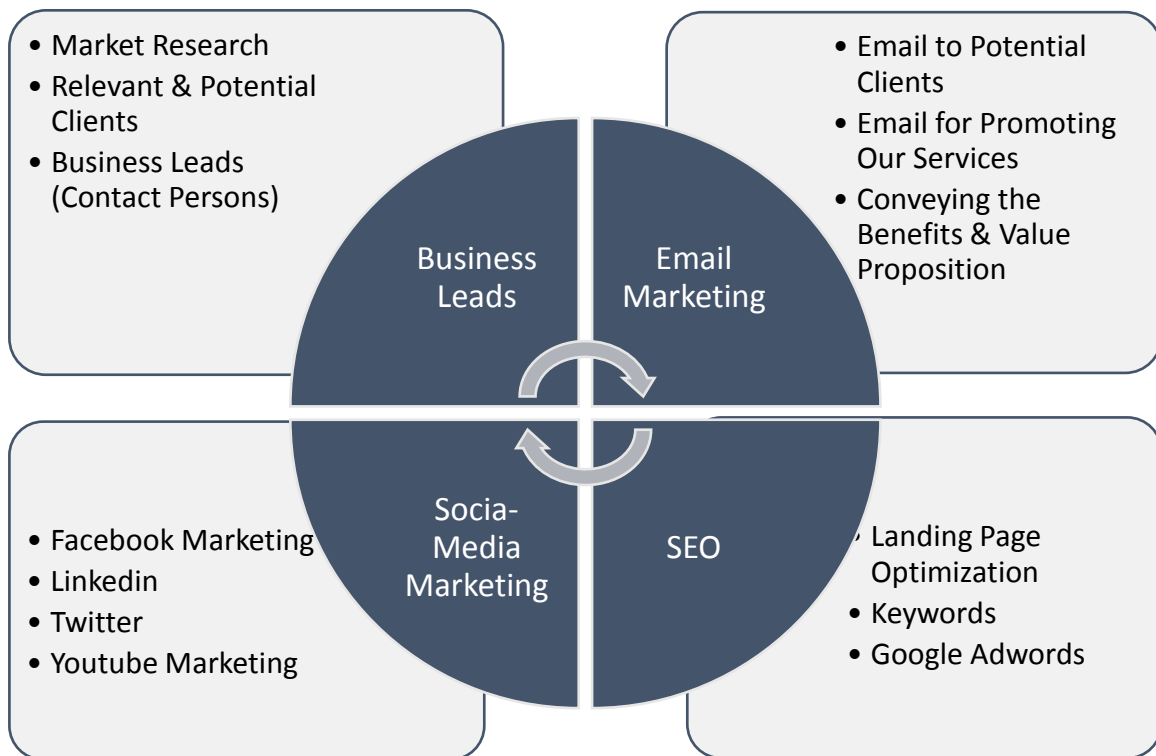 • Market Research
• Relevant & Potential
Clients
• Business Leads
(Contact Persons)
• Email to Potential
Clients
• Email for Promoting
Our Services
• Conveying the
Benefits & Value
Proposition
Business
Leads
Email
Marketing
Socia-
Media
Marketing
SEO
• Facebook Marketing
• Linkedin
• Twitter
• Youtube Marketing
• Landing Page
Optimization
• Keywords
• Google Adwords